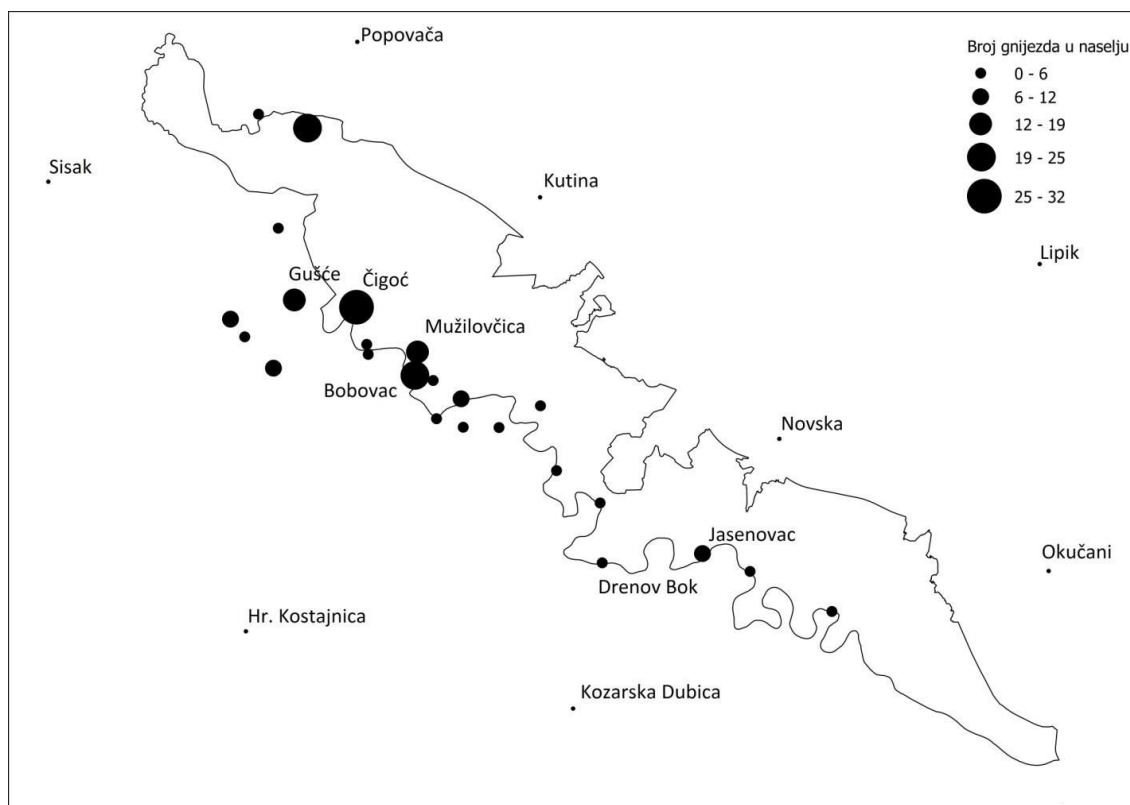 Popovača
Broj gnijezda u naselju
0 - 6
6 - 12
12 - 19
19 - 25
25 - 32
Sisak
Kutina
Lipik
Gušće
Čigoć
Mužilovčica
Bobovac
Novska
Jasenovac
Okučani
Drenov Bok
Hr. Kostajnica
Kozarska Dubica